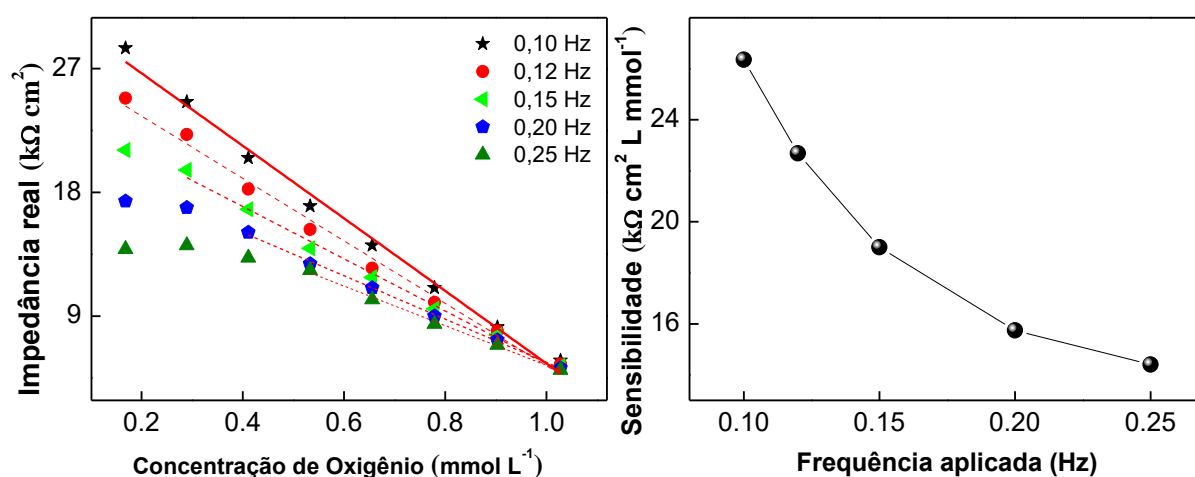 Impedância real (kΩ cm²)
27
18
9
0,10 Hz
0,12 Hz
0,15 Hz
0,20 Hz
0,25 Hz
0.2 0.4 0.6 0.8 1.0
Concentração de Oxigênio (mmol L⁻¹)
Sensibilidade (kΩ cm² L mmol⁻¹)
24
20
16
0.10 0.15 0.20 0.25
Frequência aplicada (Hz)